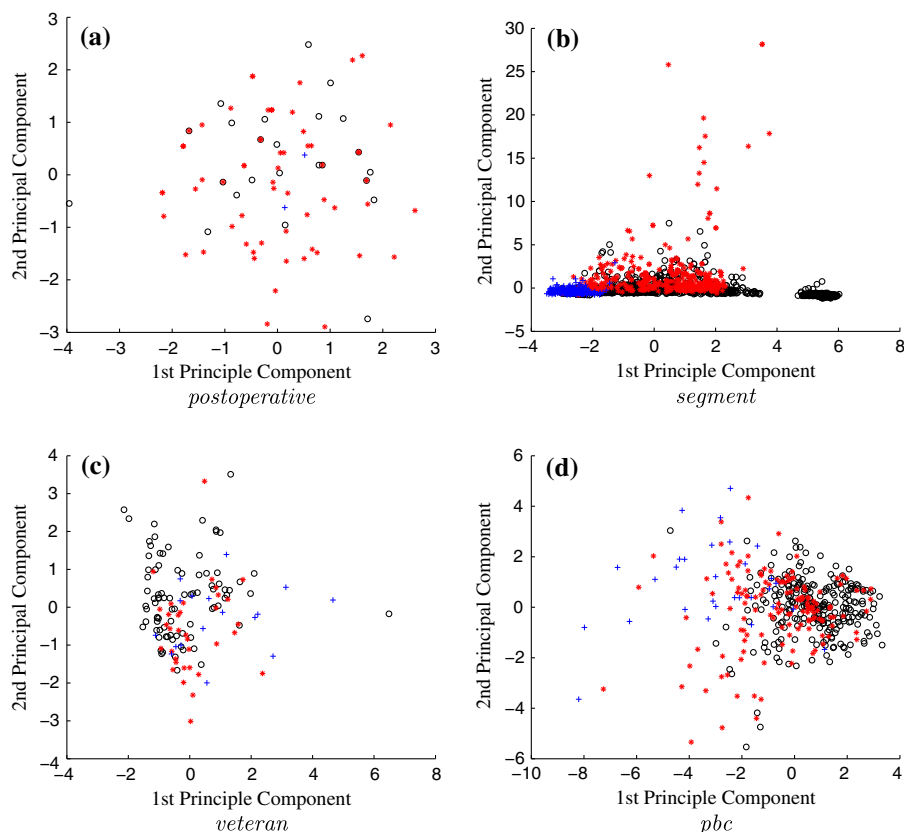 (a)
3
2
1
0
−1
−2
−3
2nd Principal Component
−4 −3 −2 −1 0 1 2 3
1st Principle Component
postoperative
(b)
30
25
20
15
10
5
0
−5
2nd Principal Component
−4 −2 0 2 4 6 8
1st Principle Component
segment
(c)
4
3
2
1
0
−1
−2
−3
−4
2nd Principal Component
−4 −2 0 2 4 6 8
1st Principle Component
veteran
(d)
6
4
2
0
−2
−4
−6
2nd Principal Component
−10 −8 −6 −4 −2 0 2 4
1st Principle Component
pbc